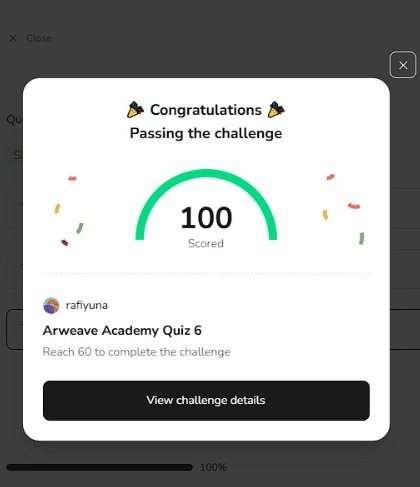 Close
Congratulations
Passing the challenge
100
Scored
rafiyuna
Arweave Academy Quiz 6
Reach 60 to complete the challenge
View challenge details
100%